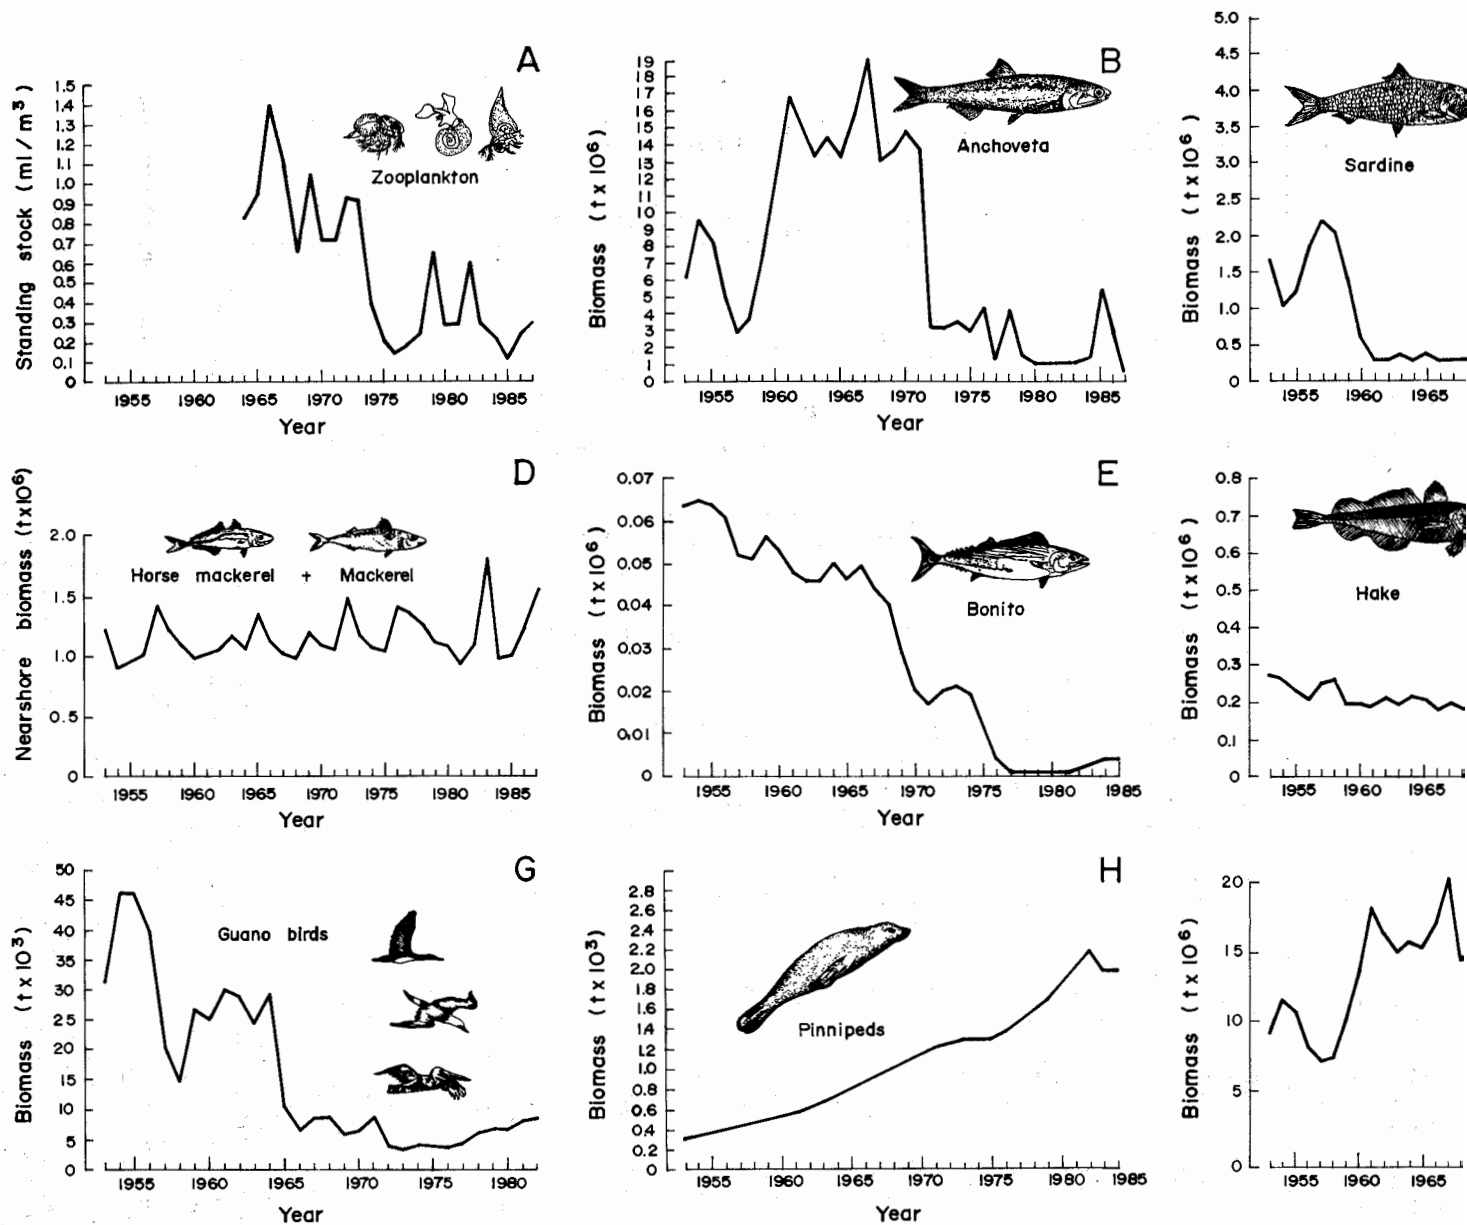 A
Standing stock (ml / m³)
1.5
1.4
1.3
1.2
1.1
1.0
0.9
0.8
0.7
0.6
0.5
0.4
0.3
0.2
0.1
0
Zooplankton
1955 1960 1965 1970 1975 1980 1985
Year
B
Biomass (t x 10⁶)
19
18
17
16
15
14
13
12
11
10
9
8
7
6
5
4
3
2
1
0
Anchoveta
1955 1960 1965 1970 1975 1980 1985
Year
Biomass (t x 10⁶)
5.0
4.5
4.0
3.5
3.0
2.5
2.0
1.5
1.0
0.5
0
Sardine
1955 1960 1965
D
Nearshore biomass (tx10⁶)
2.0
1.5
1.0
0.5
0
Horse mackerel + Mackerel
1955 1960 1965 1970 1975 1980 1985
Year
E
Biomass (t x 10⁶)
0.07
0.06
0.05
0.04
0.03
0.02
0.01
0
Bonito
1955 1960 1965 1970 1975 1980 1985
Year
Biomass (t x 10⁶)
0.8
0.7
0.6
0.5
0.4
0.3
0.2
0.1
0
Hake
1955 1960 1965
G
Biomass (t x 10³)
50
45
40
35
30
25
20
15
10
5
0
Guano birds
1955 1960 1965 1970 1975 1980
Year
H
Biomass (t x 10³)
2.8
2.6
2.4
2.2
2.0
1.8
1.6
1.4
1.2
1.0
0.8
0.6
0.4
0.2
0
Pinnipeds
1955 1960 1965 1970 1975 1980 1985
Year
Biomass (t x 10⁶)
20
15
10
5
0
1955 1960 1965